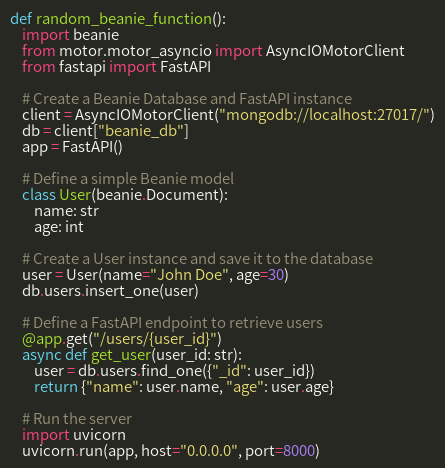 def random_beanie_function():
    import beanie
    from motor.motor_asyncio import AsyncIOMotorClient
    from fastapi import FastAPI

    # Create a Beanie Database and FastAPI instance
    client = AsyncIOMotorClient("mongodb://localhost:27017/")
    db = client["beanie_db"]
    app = FastAPI()

    # Define a simple Beanie model
    class User(beanie.Document):
        name: str
        age: int

    # Create a User instance and save it to the database
    user = User(name="John Doe", age=30)
    db.users.insert_one(user)

    # Define a FastAPI endpoint to retrieve users
    @app.get("/users/{user_id}")
    async def get_user(user_id: str):
        user = db.users.find_one({"_id": user_id})
        return {"name": user.name, "age": user.age}

    # Run the server
    import uvicorn
    uvicorn.run(app, host="0.0.0.0", port=8000)